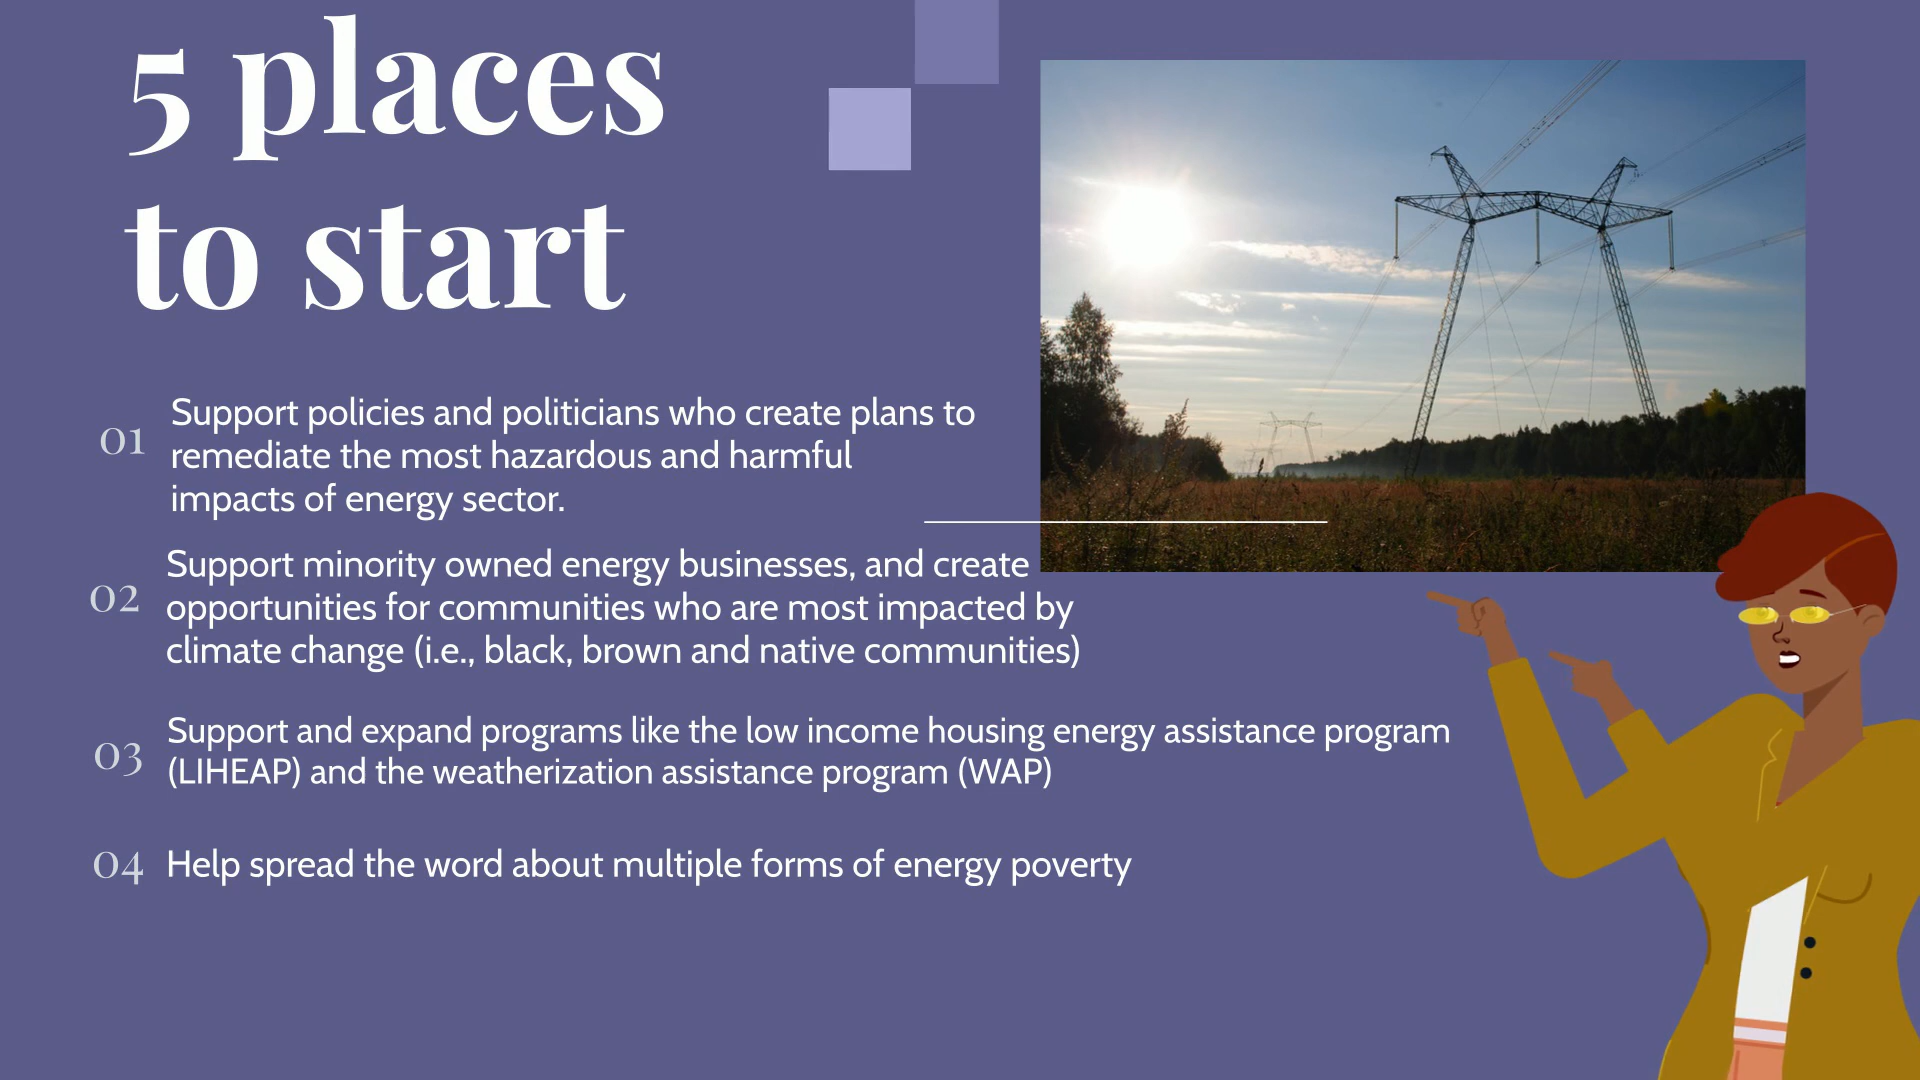 5 places
to start
01
Support policies and politicians who create plans to
remediate the most hazardous and harmful
impacts of energy sector.
02
Support minority owned energy businesses, and create
opportunities for communities who are most impacted by
climate change (i.e., black, brown and native communities)
03
Support and expand programs like the low income housing energy assistance program
(LIHEAP) and the weatherization assistance program (WAP)
04
Help spread the word about multiple forms of energy poverty